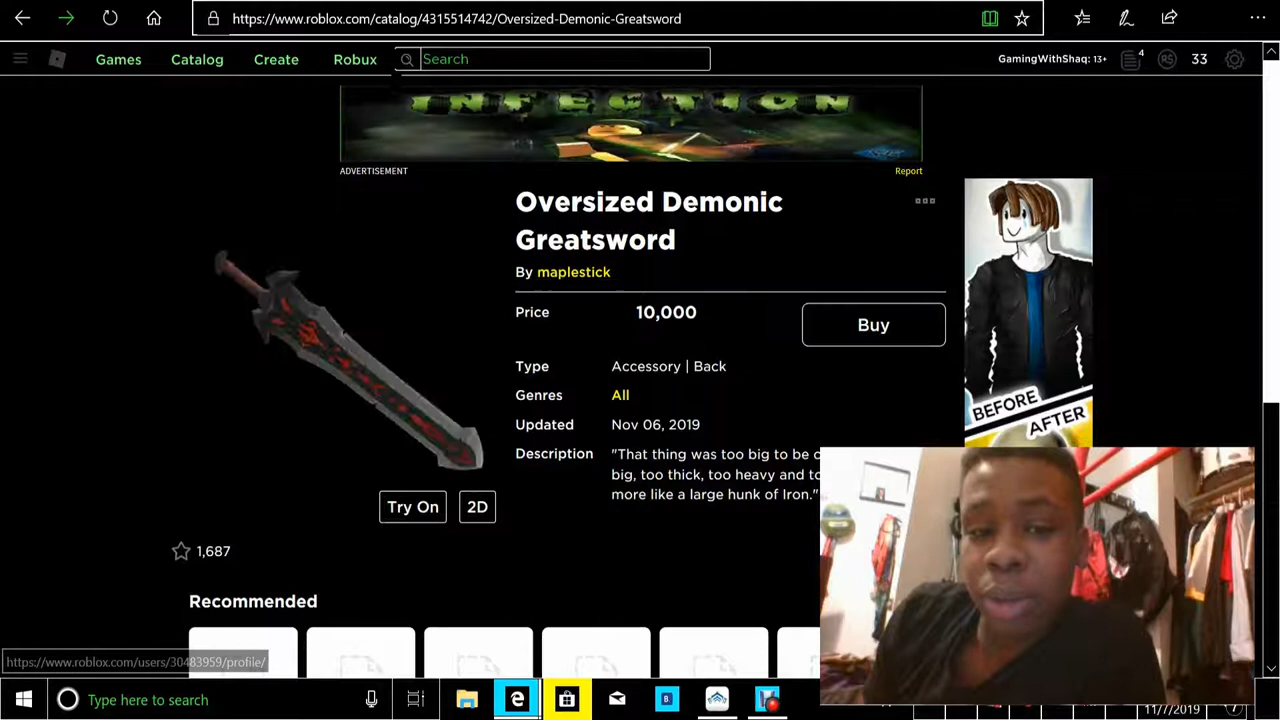 https://www.roblox.com/catalog/4315514742/Oversized-Demonic-Greatsword
Games
Catalog
Create
Robux
Search
GamingWithShaq: 13+
4
33
INFECTION
ADVERTISEMENT
Report
Oversized Demonic
Greatsword
By maplestick
Price
10,000
Buy
Type
Accessory | Back
Genres
All
Updated
Nov 06, 2019
Description
"That thing was too big to be
big, too thick, too heavy and
more like a large hunk of Iron."
BEFORE
AFTER
Try On
2D
1,687
Recommended
https://www.roblox.com/users/30483959/profile/
Type here to search
11/7/2019